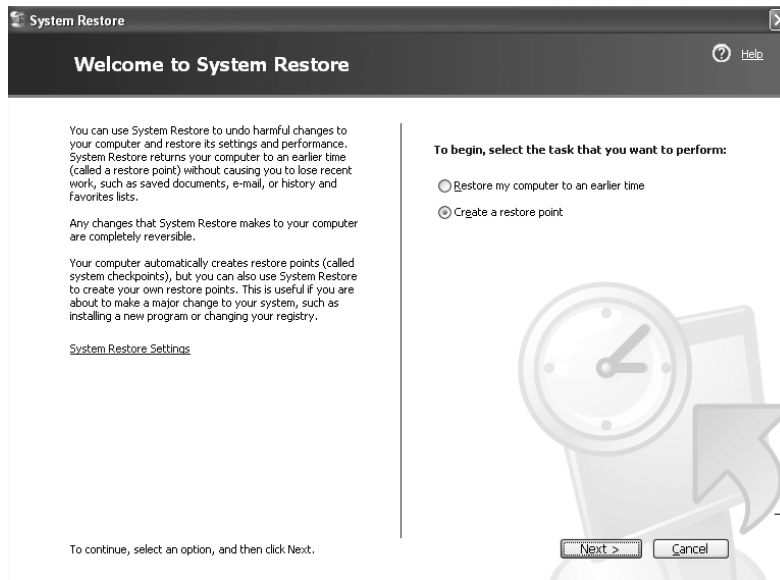 System Restore
Welcome to System Restore
Help
You can use System Restore to undo harmful changes to
your computer and restore its settings and performance.
System Restore returns your computer to an earlier time
(called a restore point) without causing you to lose recent
work, such as saved documents, e-mail, or history and
favorites lists.
Any changes that System Restore makes to your computer
are completely reversible.
Your computer automatically creates restore points (called
system checkpoints), but you can also use System Restore
to create your own restore points. This is useful if you are
about to make a major change to your system, such as
installing a new program or changing your registry.
System Restore Settings
To begin, select the task that you want to perform:
Restore my computer to an earlier time
Create a restore point
To continue, select an option, and then click Next.
Next >
Cancel